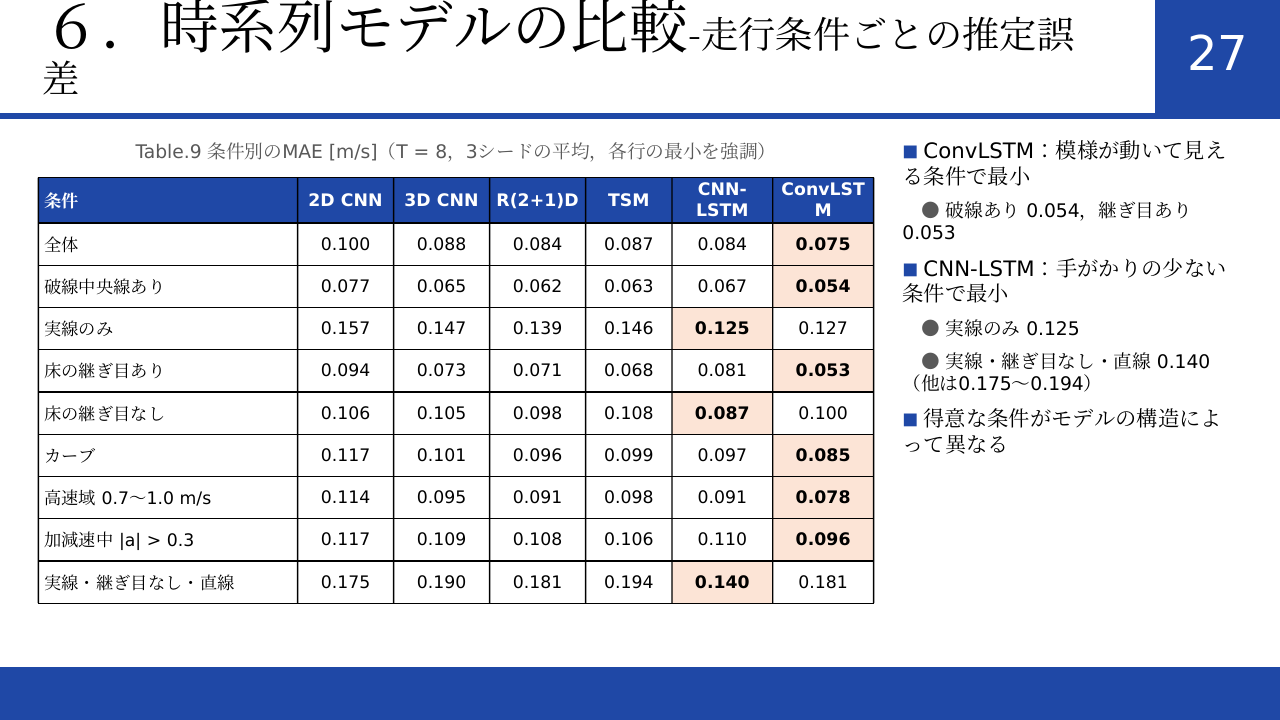 ６．時系列モデルの比較-走行条件ごとの推定誤
差
27
Table.9 条件別のMAE [m/s]（T = 8，3シードの平均，各行の最小を強調）
条件 2D CNN 3D CNN R(2+1)D TSM CNN-LSTM ConvLSTM
全体 0.100 0.088 0.084 0.087 0.084 0.075
破線中央線あり 0.077 0.065 0.062 0.063 0.067 0.054
実線のみ 0.157 0.147 0.139 0.146 0.125 0.127
床の継ぎ目あり 0.094 0.073 0.071 0.068 0.081 0.053
床の継ぎ目なし 0.106 0.105 0.098 0.108 0.087 0.100
カーブ 0.117 0.101 0.096 0.099 0.097 0.085
高速域 0.7～1.0 m/s 0.114 0.095 0.091 0.098 0.091 0.078
加減速中 |a| > 0.3 0.117 0.109 0.108 0.106 0.110 0.096
実線・継ぎ目なし・直線 0.175 0.190 0.181 0.194 0.140 0.181
■ ConvLSTM：模様が動いて見え
る条件で最小
● 破線あり 0.054，継ぎ目あり
0.053
■ CNN-LSTM：手がかりの少ない
条件で最小
● 実線のみ 0.125
● 実線・継ぎ目なし・直線 0.140
（他は0.175～0.194）
■ 得意な条件がモデルの構造によ
って異なる